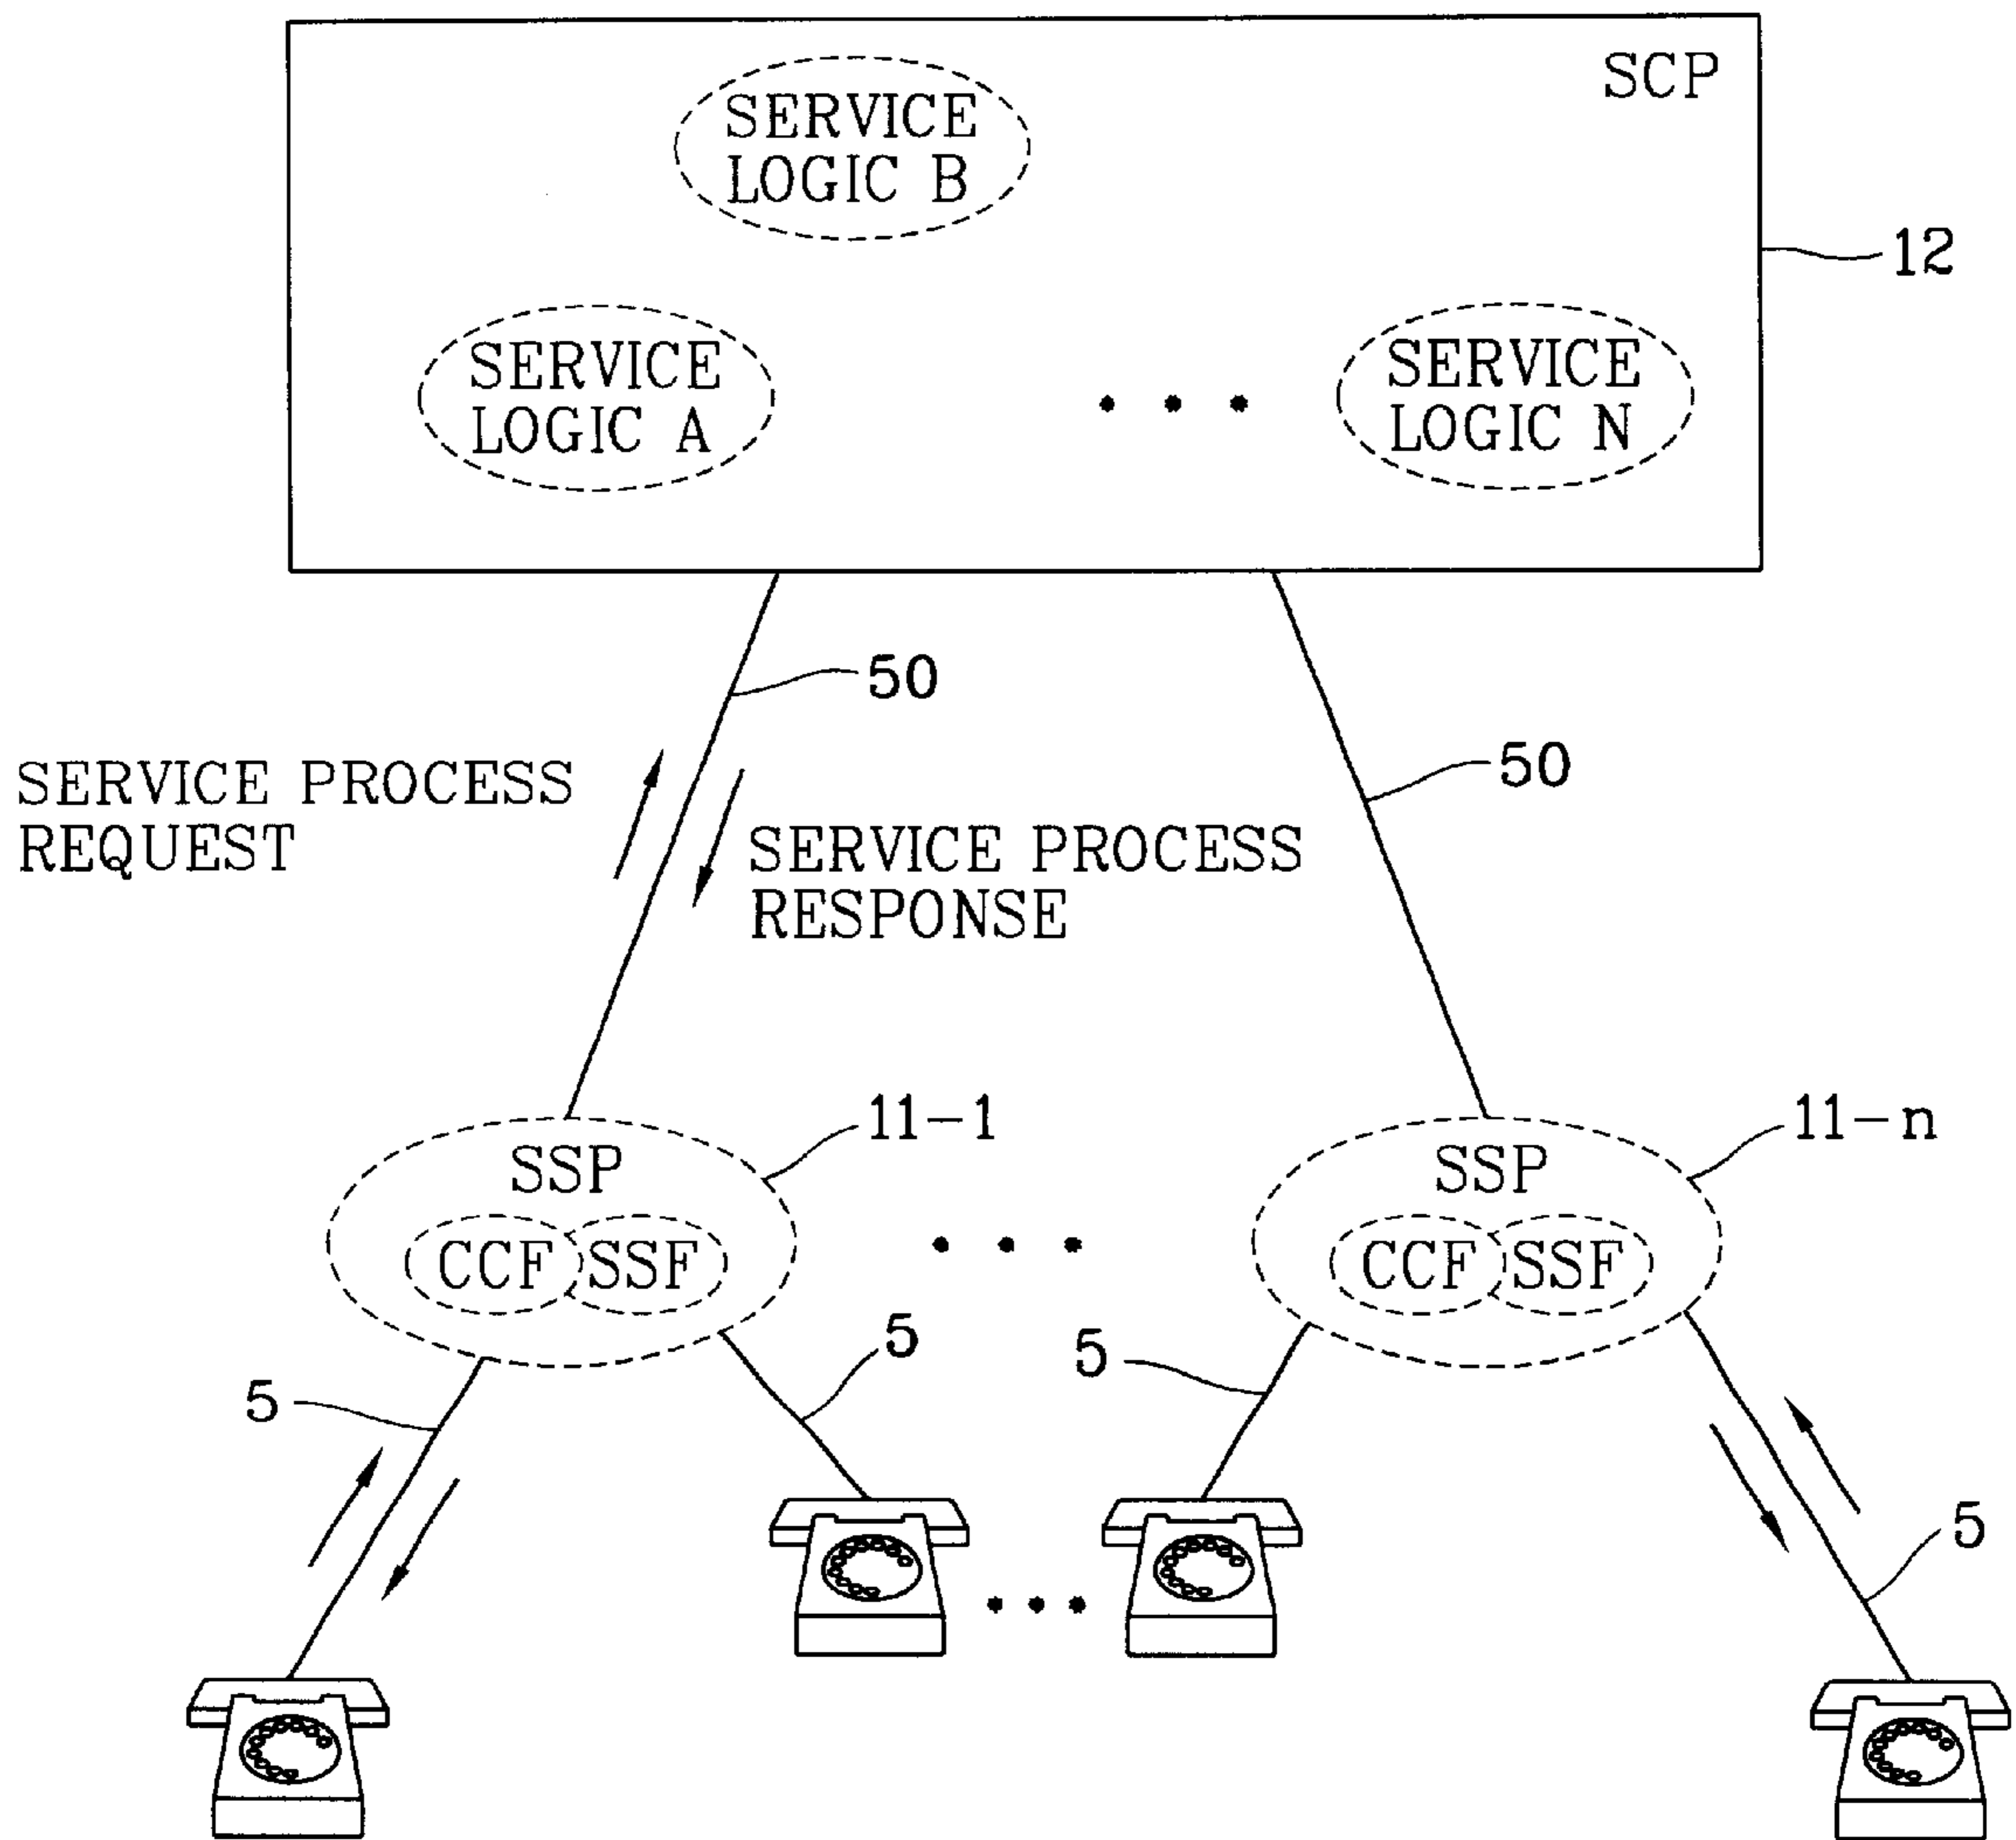 SCP
SERVICE
LOGIC B
12
SERVICE
LOGIC A
SERVICE
LOGIC N
50
50
SERVICE PROCESS
REQUEST
SERVICE PROCESS
RESPONSE
11-1
11-n
SSP
SSP
CCF
SSF
CCF
SSF
5
5
5
5